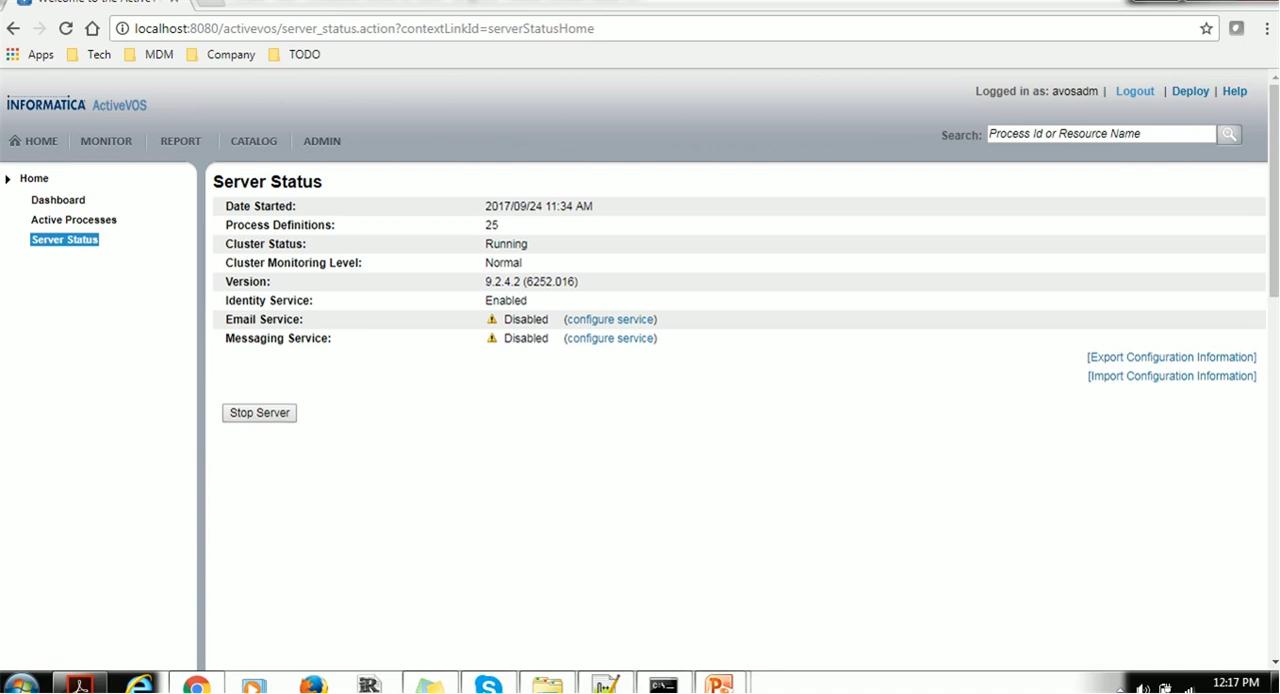 Welcome to the Active
localhost:8080/activevos/server_status.action?contextLinkId=serverStatusHome
Apps Tech MDM Company TODO
Logged in as: avosadm | Logout | Deploy | Help
INFORMATICA ActiveVOS
HOME MONITOR REPORT CATALOG ADMIN
Search: Process Id or Resource Name
Home
Dashboard
Active Processes
Server Status
Server Status
Date Started: 2017/09/24 11:34 AM
Process Definitions: 25
Cluster Status: Running
Cluster Monitoring Level: Normal
Version: 9.2.4.2 (6252.016)
Identity Service: Enabled
Email Service: Disabled (configure service)
Messaging Service: Disabled (configure service)
[Export Configuration Information]
[Import Configuration Information]
Stop Server
12:17 PM